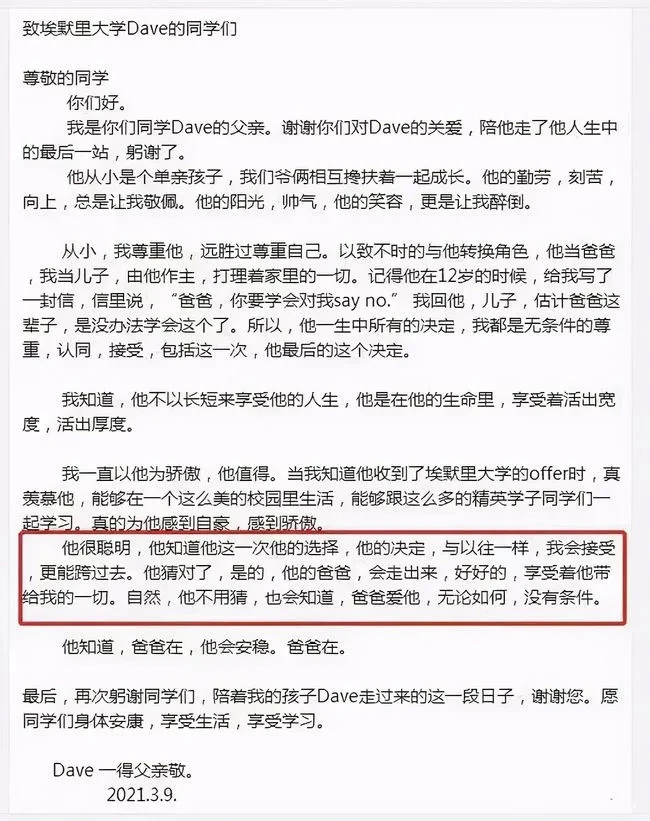 致埃默里大学Dave的同学们
尊敬的同学
你们好。
我是你们同学Dave的父亲。谢谢你们对Dave的关爱，陪他走了他人生中
的最后一站，躬谢了。
他从小是个单亲孩子，我们爷俩相互搀扶着一起成长。他的勤劳，刻苦，
向上，总是让我敬佩。他的阳光，帅气，他的笑容，更是让我醉倒。
从小，我尊重他，远胜过尊重自己。以致不时的与他转换角色，他当爸爸
，我当儿子，由他作主，打理着家里的一切。记得他在12岁的时候，给我写了
一封信，信里说，“爸爸，你要学会对我say no.” 我回他，儿子，估计爸爸这
辈子，是没办法学会这个了。所以，他一生中所有的决定，我都是无条件的尊
重，认同，接受，包括这一次，他最后的这个决定。
我知道，他不以长短来享受他的人生，他是在他的生命里，享受着活出宽
度，活出厚度。
我一直以他为骄傲，他值得。当我知道他收到了埃默里大学的offer时，真
羡慕他，能够在一个这么美的校园里生活，能够跟这么多的精英学子同学们一
起学习。真的为他感到自豪，感到骄傲。
他很聪明，他知道他这一次他的选择，他的决定，与以往一样，我会接受
，更能跨过去。他猜对了，是的，他的爸爸，会走出来，好好的，享受着他带
给我的一切。自然，他不用猜，也会知道，爸爸爱他，无论如何，没有条件。
他知道，爸爸在，他会安稳。爸爸在。
最后，再次躬谢同学们，陪着我的孩子Dave走过来的这一段日子，谢谢您。愿
同学们身体安康，享受生活，享受学习。
Dave 一得父亲敬。
2021.3.9.